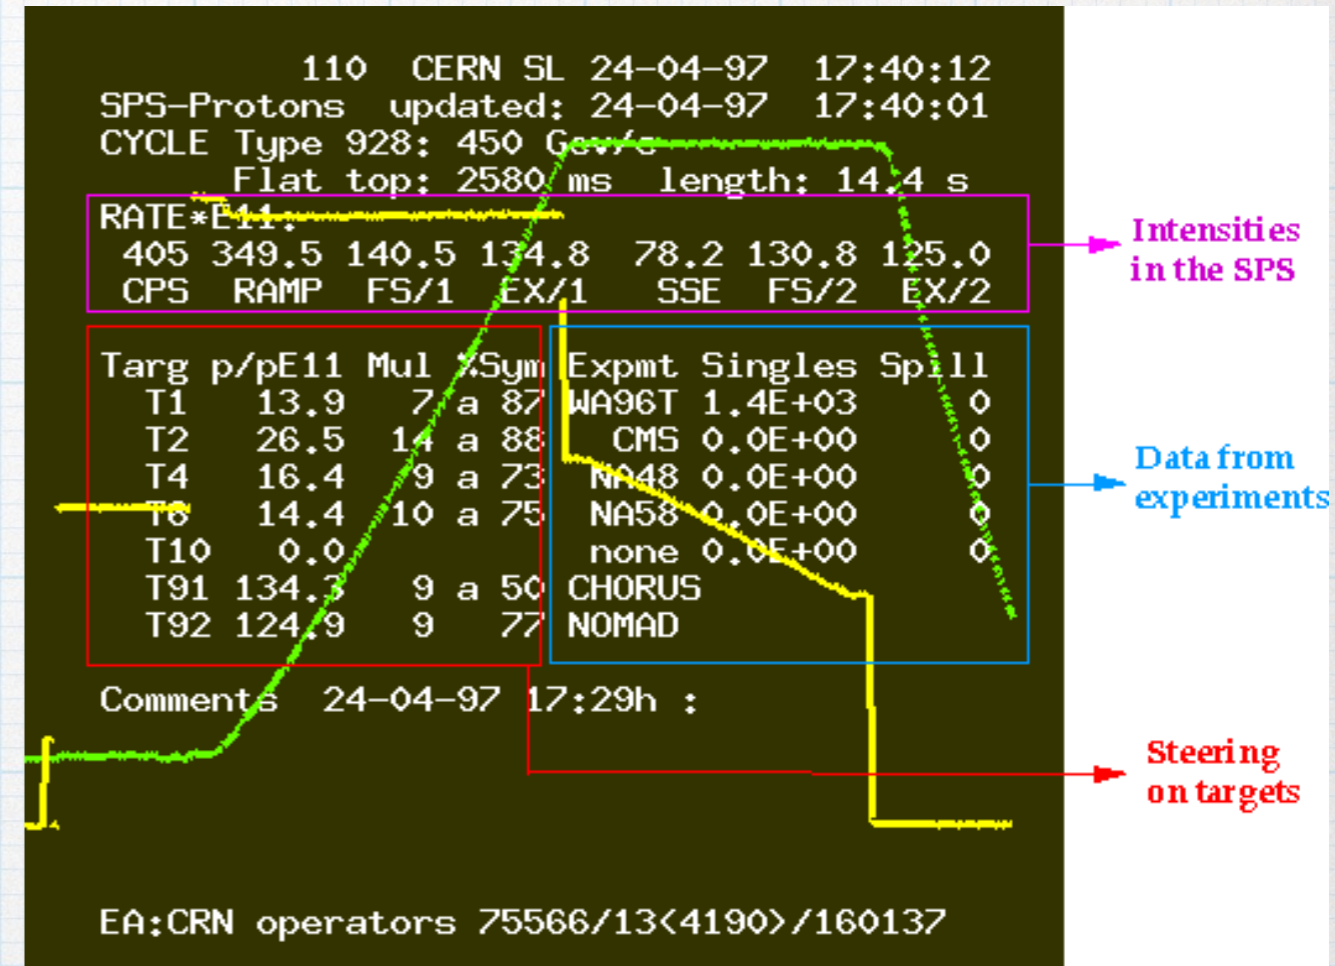 110 CERN SL 24-04-97 17:40:12
SPS-Protons updated: 24-04-97 17:40:01
CYCLE Type 928: 450 Gev/c
Flat top: 2580 ms length: 14.4 s
RATE*E11:
405 349.5 140.5 134.8 78.2 130.8 125.0
CPS RAMP FS/1 EX/1 SSE FS/2 EX/2
Intensities
in the SPS
Targ p/pE11 Mul %Sym Expmt Singles Spill
T1 13.9 7 a 87 WA96T 1.4E+03 0
T2 26.5 14 a 88 CMS 0.0E+00 0
T4 16.4 9 a 73 NA48 0.0E+00 0
T6 14.4 10 a 75 NA58 0.0E+00 0
T10 0.0 none 0.0E+00 0
T91 134.3 9 a 50 CHORUS
T92 124.9 9 77 NOMAD
Data from
experiments
Comments 24-04-97 17:29h :
Steering
on targets
EA:CRN operators 75566/13(4190)/160137